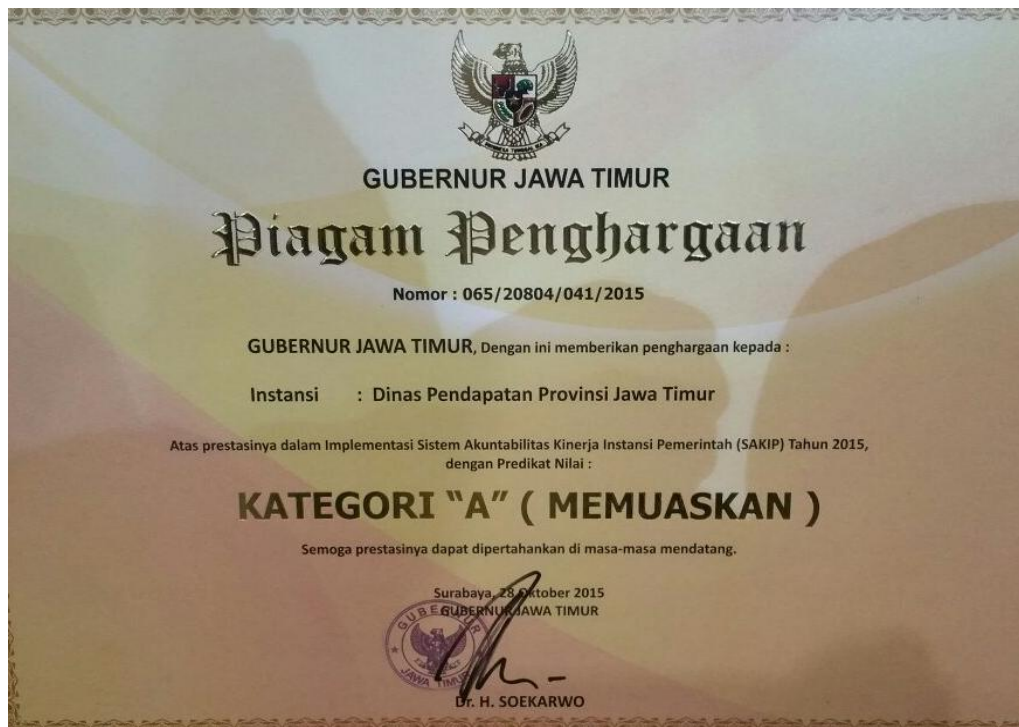 GUBERNUR JAWA TIMUR
Piagam Penghargaan
Nomor : 065/20804/041/2015
GUBERNUR JAWA TIMUR, Dengan ini memberikan penghargaan kepada :
Instansi : Dinas Pendapatan Provinsi Jawa Timur
Atas prestasinya dalam Implementasi Sistem Akuntabilitas Kinerja Instansi Pemerintah (SAKIP) Tahun 2015,
dengan Predikat Nilai :
KATEGORI “A” ( MEMUASKAN )
Semoga prestasinya dapat dipertahankan di masa-masa mendatang.
Surabaya, 28 Oktober 2015
GUBERNUR JAWA TIMUR
GUBERNUR
JAWA TIMUR
Dr. H. SOEKARWO